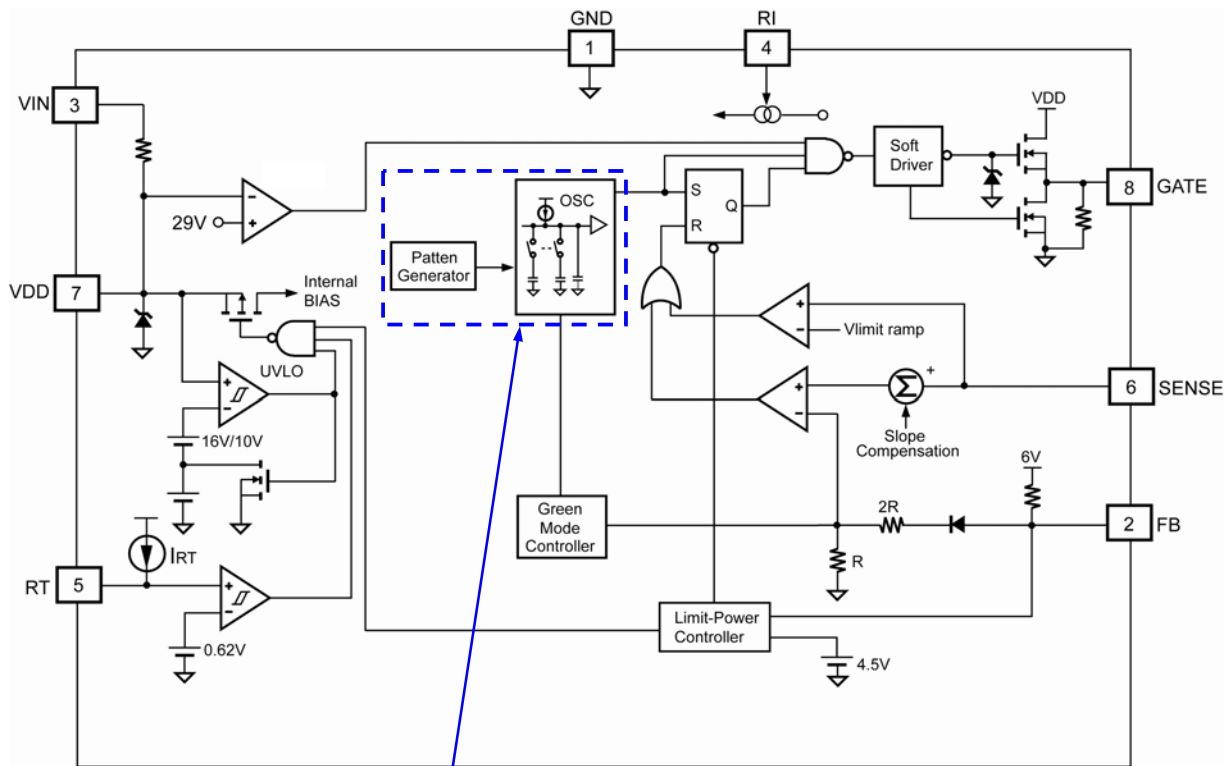 GND
1
RI
4
VIN
3
VDD
Soft
Driver
8
GATE
29V
OSC
S
Q
R
Patten
Generator
VDD
7
Internal
BIAS
UVLO
Vlimit ramp
Σ
+
6
SENSE
Slope
Compensation
16V/10V
6V
Green
Mode
Controller
2R
2
FB
R
IRT
RT
5
Limit-Power
Controller
0.62V
4.5V